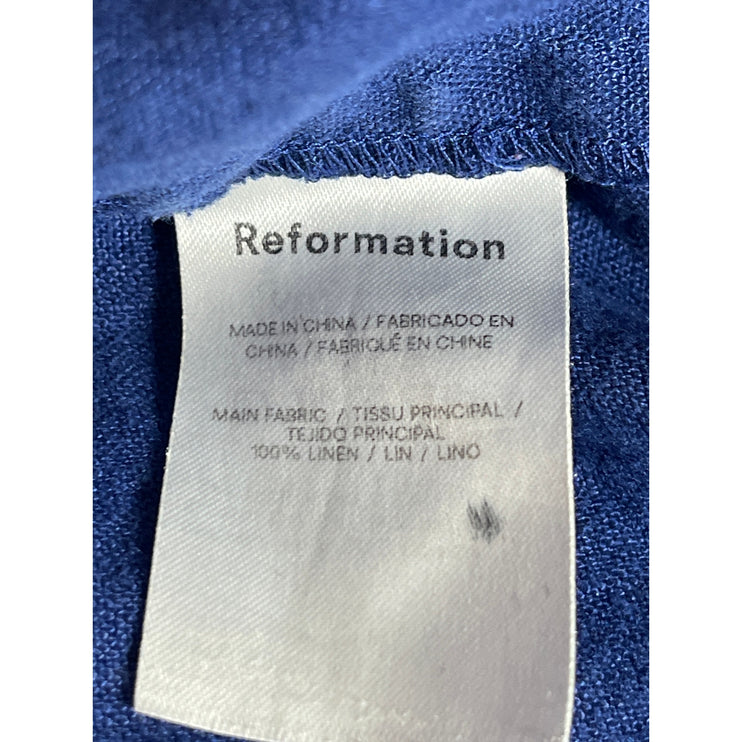 Reformation
MADE IN CHINA / FABRICADO EN
CHINA / FABRIQUÉ EN CHINE
MAIN FABRIC / TISSU PRINCIPAL /
TEJIDO PRINCIPAL
100% LINEN / LIN / LINO